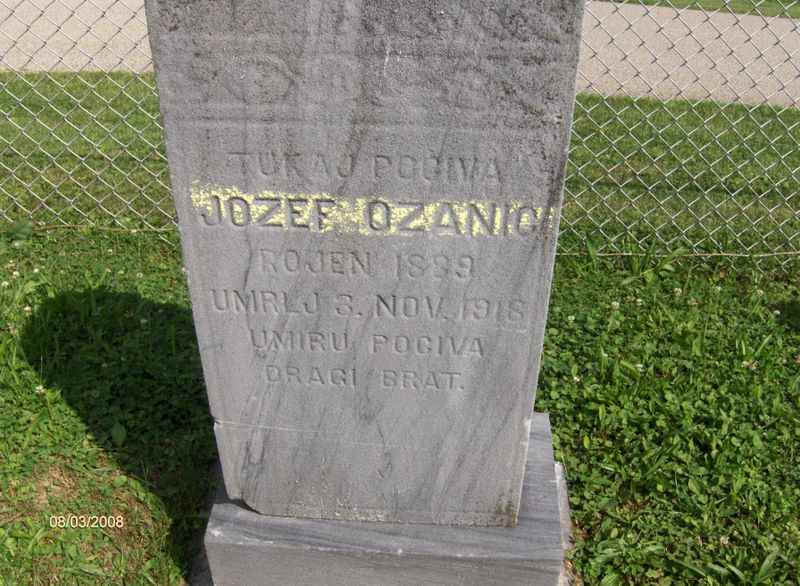 TUKAJ POCIVA
JOZEF OZANIC
ROJEN 1889
UMRLJ 3. NOV. 1918
UMIRU POCIVA
DRAGI BRAT.
08/03/2008